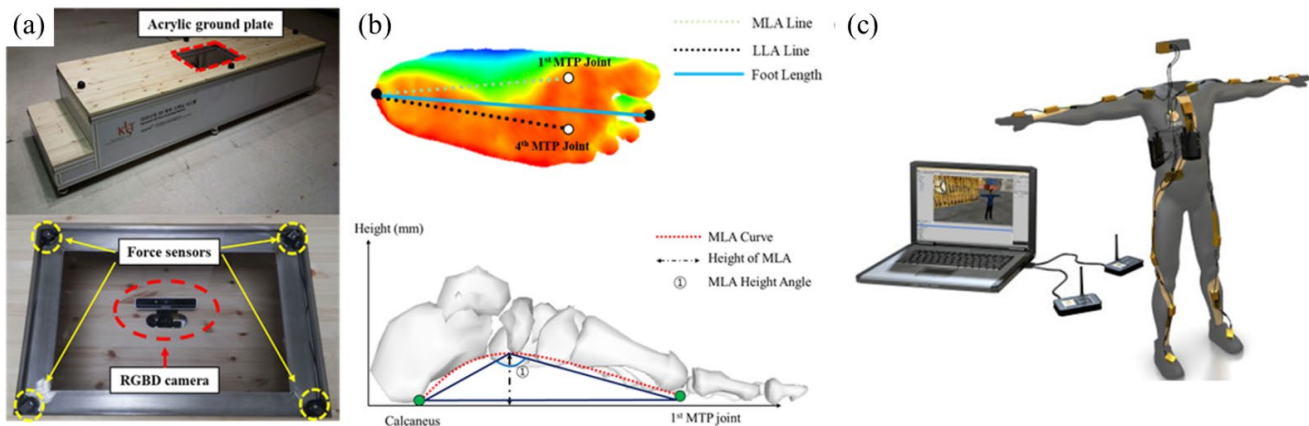 (a)
Acrylic ground plate
Force sensors
RGBD camera
(b)
MLA Line
LLA Line
Foot Length
1st MTP Joint
4th MTP Joint
Height (mm)
MLA Curve
Height of MLA
① MLA Height Angle
①
Calcaneus
1st MTP joint
(c)